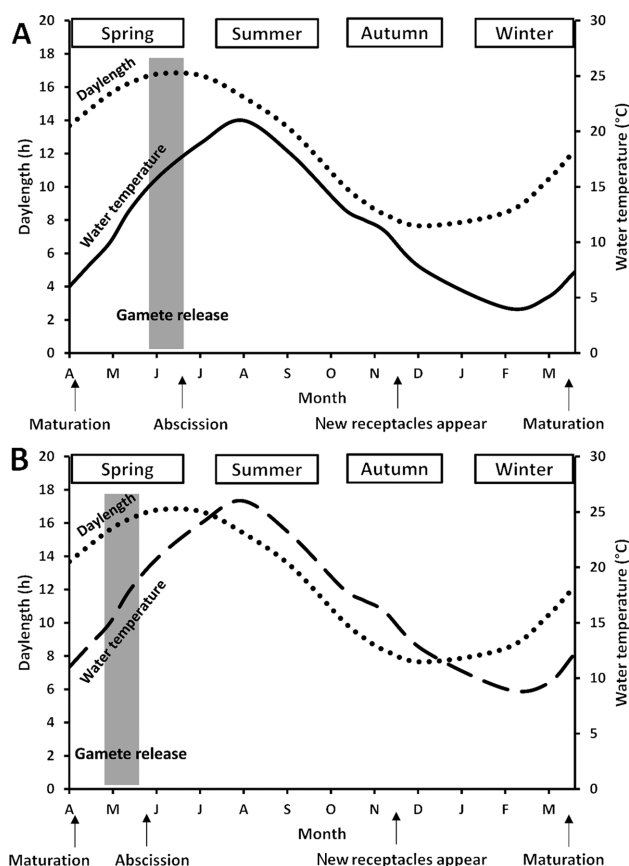 A
Spring Summer Autumn Winter
20 30
18
16 25
14 20
12
10 15
8 10
6
4 5
2
0 0
Daylength (h)
Water temperature (°C)
Daylength
Water temperature
Gamete release
A M J J A S O N D J F M
Month
Maturation Abscission New receptacles appear Maturation
B
Spring Summer Autumn Winter
20 30
18
16 25
14 20
12
10 15
8 10
6
4 5
2
0 0
Daylength (h)
Water temperature (°C)
Daylength
Water temperature
Gamete release
A M J J A S O N D J F M
Month
Maturation Abscission New receptacles appear Maturation